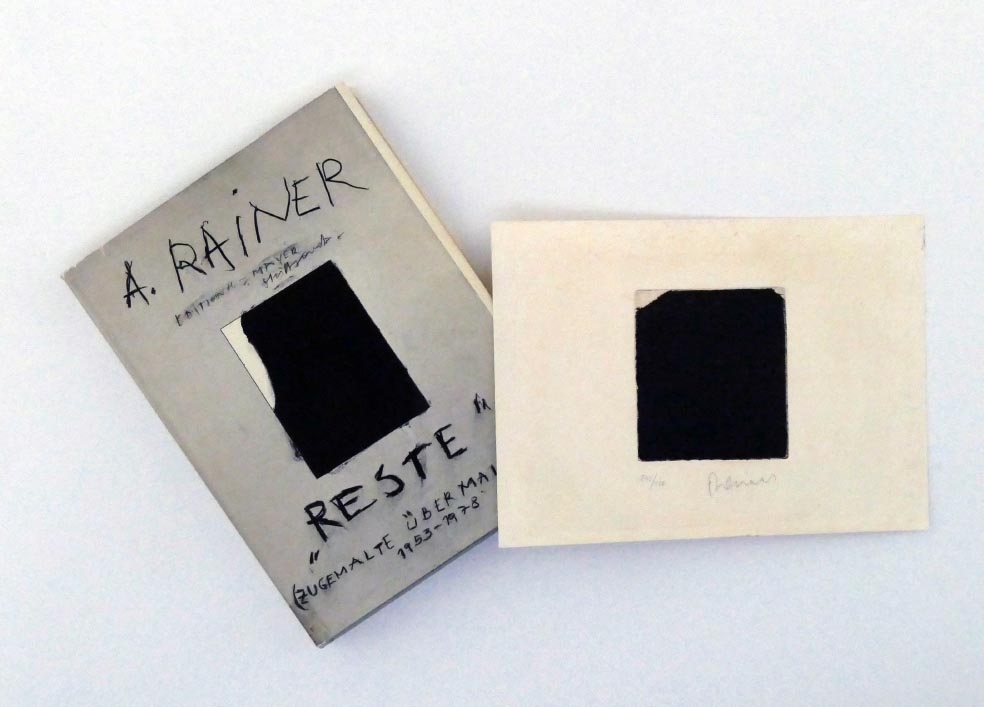 A. RAINER
EDITION H. MAYER
"RESTE"
(ZUGEMALTE ÜBERMAL
1953-1978